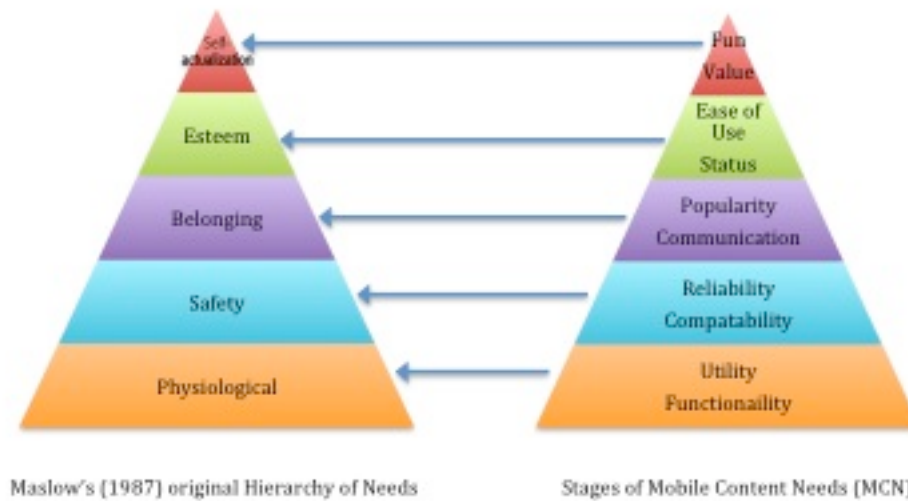 Self-
actualization
Esteem
Belonging
Safety
Physiological
Maslow's (1987) original Hierarchy of Needs
Fun
Value
Ease of
Use
Status
Popularity
Communication
Reliability
Compatability
Utility
Functionaility
Stages of Mobile Content Needs (MCN)